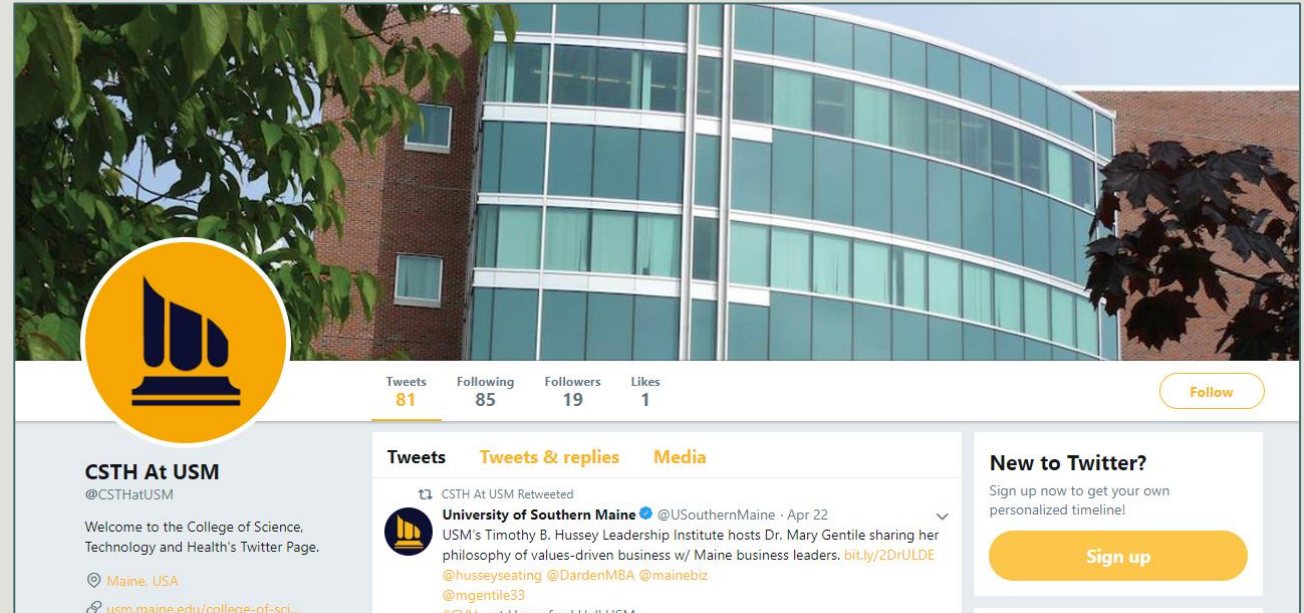 Tweets Following Followers Likes
81 85 19 1
Follow
CSTH At USM
@CSTHatUSM
Welcome to the College of Science,
Technology and Health's Twitter Page.
Maine, USA
usm.maine.edu/college-of-sci...
Tweets Tweets & replies Media
CSTH At USM Retweeted
University of Southern Maine @USouthernMaine · Apr 22
USM's Timothy B. Hussey Leadership Institute hosts Dr. Mary Gentile sharing her
philosophy of values-driven business w/ Maine business leaders. bit.ly/2DrULDE
@husseyseating @DardenMBA @mainebiz
@mgentile33
New to Twitter?
Sign up now to get your own
personalized timeline!
Sign up